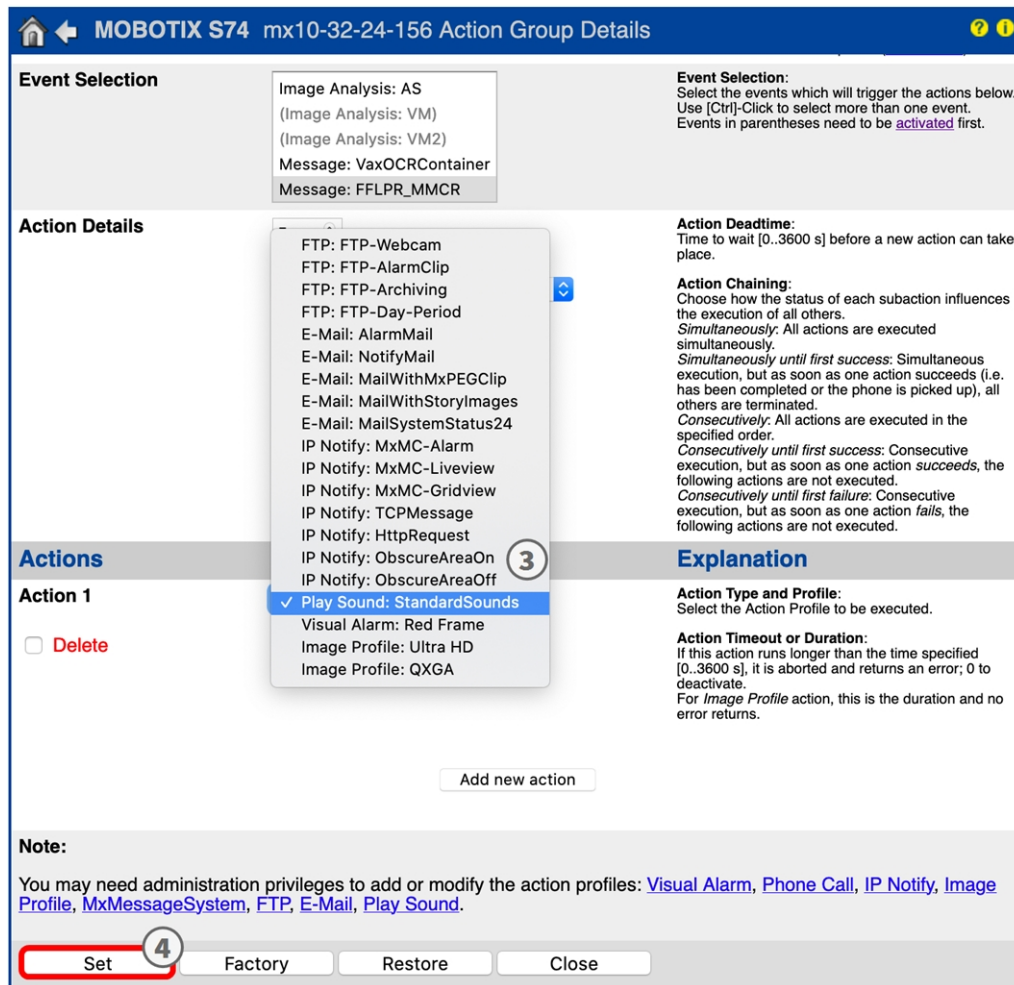 MOBOTIX S74 mx10-32-24-156 Action Group Details
? i
Event Selection
Image Analysis: AS
(Image Analysis: VM)
(Image Analysis: VM2)
Message: VaxOCRContainer
Message: FFLPR_MMCR
Event Selection:
Select the events which will trigger the actions below.
Use [Ctrl]-Click to select more than one event.
Events in parentheses need to be activated first.
Action Details
FTP: FTP-Webcam
FTP: FTP-AlarmClip
FTP: FTP-Archiving
FTP: FTP-Day-Period
E-Mail: AlarmMail
E-Mail: NotifyMail
E-Mail: MailWithMxPEGClip
E-Mail: MailWithStoryImages
E-Mail: MailSystemStatus24
IP Notify: MxMC-Alarm
IP Notify: MxMC-Liveview
IP Notify: MxMC-Gridview
IP Notify: TCPMessage
IP Notify: HttpRequest
IP Notify: ObscureAreaOn
IP Notify: ObscureAreaOff
✓ Play Sound: StandardSounds
Visual Alarm: Red Frame
Image Profile: Ultra HD
Image Profile: QXGA
3
Action Deadtime:
Time to wait [0..3600 s] before a new action can take
place.
Action Chaining:
Choose how the status of each subaction influences
the execution of all others.
Simultaneously: All actions are executed
simultaneously.
Simultaneously until first success: Simultaneous
execution, but as soon as one action succeeds (i.e.
has been completed or the phone is picked up), all
others are terminated.
Consecutively: All actions are executed in the
specified order.
Consecutively until first success: Consecutive
execution, but as soon as one action succeeds, the
following actions are not executed.
Consecutively until first failure: Consecutive
execution, but as soon as one action fails, the
following actions are not executed.
Actions
Explanation
Action 1
Delete
Action Type and Profile:
Select the Action Profile to be executed.
Action Timeout or Duration:
If this action runs longer than the time specified
[0..3600 s], it is aborted and returns an error; 0 to
deactivate.
For Image Profile action, this is the duration and no
error returns.
Add new action
Note:
You may need administration privileges to add or modify the action profiles: Visual Alarm, Phone Call, IP Notify, Image
Profile, MxMessageSystem, FTP, E-Mail, Play Sound.
4
Set
Factory
Restore
Close